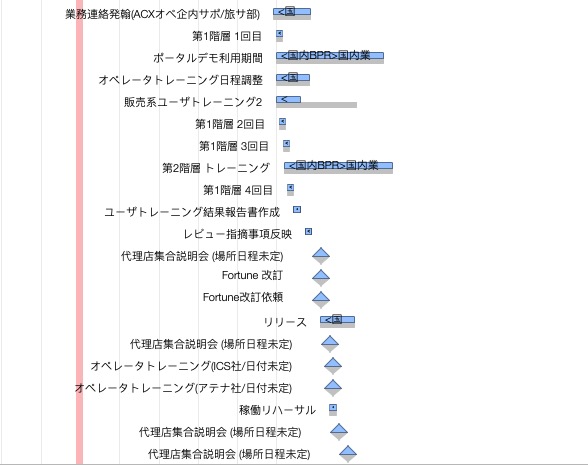 業務連絡発翰(ACXオペ企内サポ/旅サ部) <国
第1階層 1回目 <
ポータルデモ利用期間 <国内BPR>国内業
オペレータトレーニング日程調整 <国
販売系ユーザトレーニング2 <
第1階層 2回目 <
第1階層 3回目 <
第2階層 トレーニング <国内BPR>国内業
第1階層 4回目 <
ユーザトレーニング結果報告書作成
レビュー指摘事項反映
代理店集合説明会 (場所日程未定)
Fortune 改訂
Fortune改訂依頼
リリース <国
代理店集合説明会 (場所日程未定)
オペレータトレーニング(ICS社/日付未定)
オペレータトレーニング(アテナ社/日付未定)
稼働リハーサル
代理店集合説明会 (場所日程未定)
代理店集合説明会 (場所日程未定)